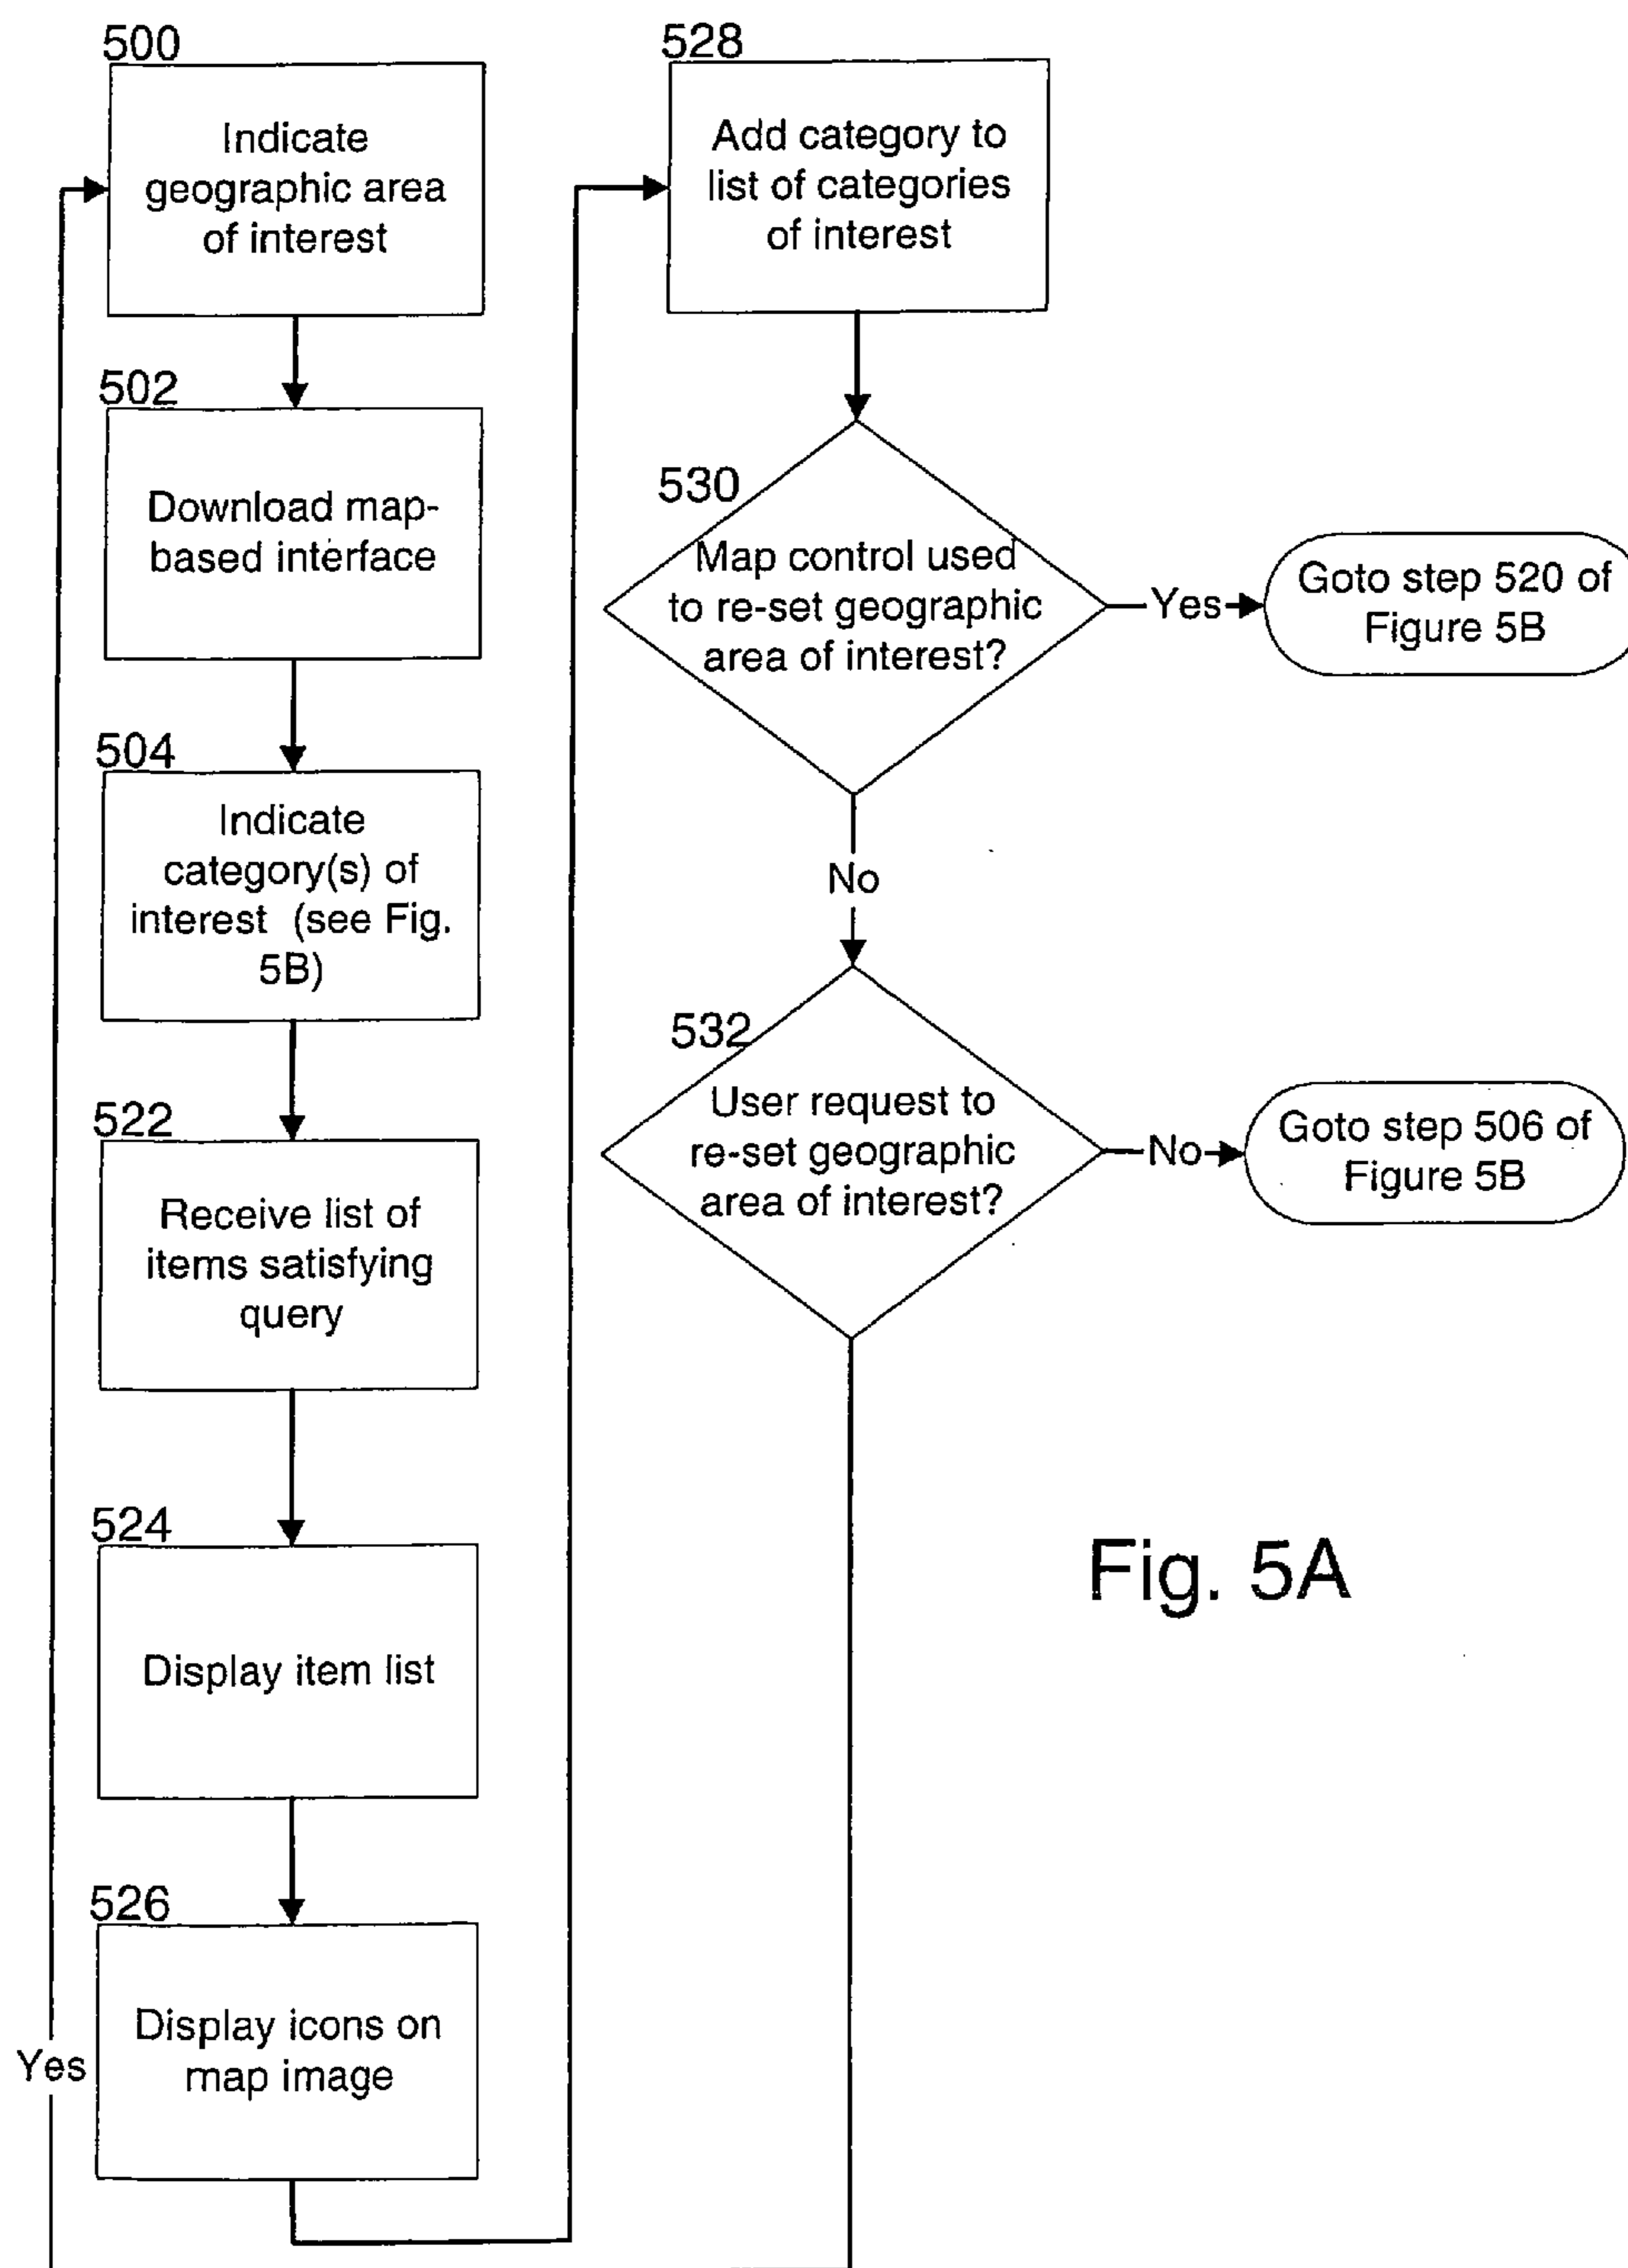 500
Indicate
geographic area
of interest
502
Download map-
based interface
504
Indicate
category(s) of
interest (see Fig.
5B)
522
Receive list of
items satisfying
query
524
Display item list
526
Display icons on
map image
Yes
528
Add category to
list of categories
of interest
530
Map control used
to re-set geographic
area of interest?
Yes
Goto step 520 of
Figure 5B
No
532
User request to
re-set geographic
area of interest?
No
Goto step 506 of
Figure 5B
Fig. 5A